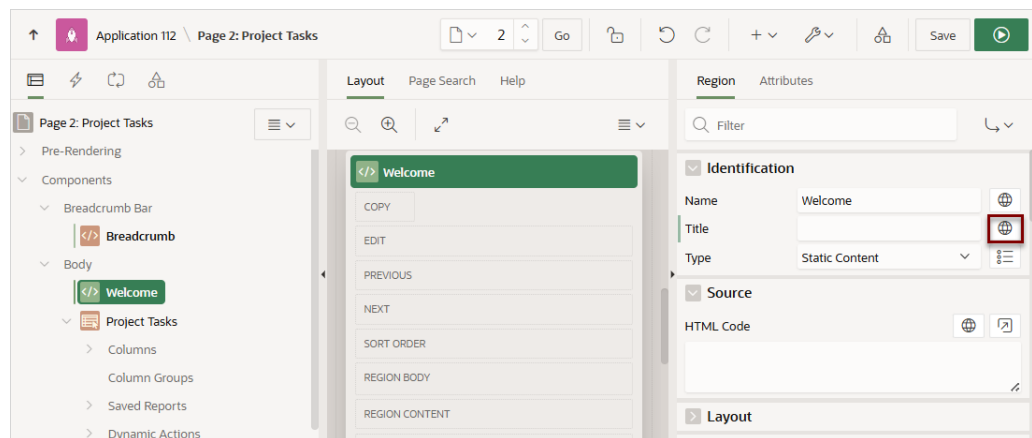 Application 112 \ Page 2: Project Tasks
2
Go
Save
Layout
Page Search
Help
Region
Attributes
Page 2: Project Tasks
Pre-Rendering
Components
Breadcrumb Bar
</> Breadcrumb
Body
</> Welcome
Project Tasks
Columns
Column Groups
Saved Reports
Dynamic Actions
</> Welcome
COPY
EDIT
PREVIOUS
NEXT
SORT ORDER
REGION BODY
REGION CONTENT
Filter
Identification
Name Welcome
Title
Type Static Content
Source
HTML Code
Layout